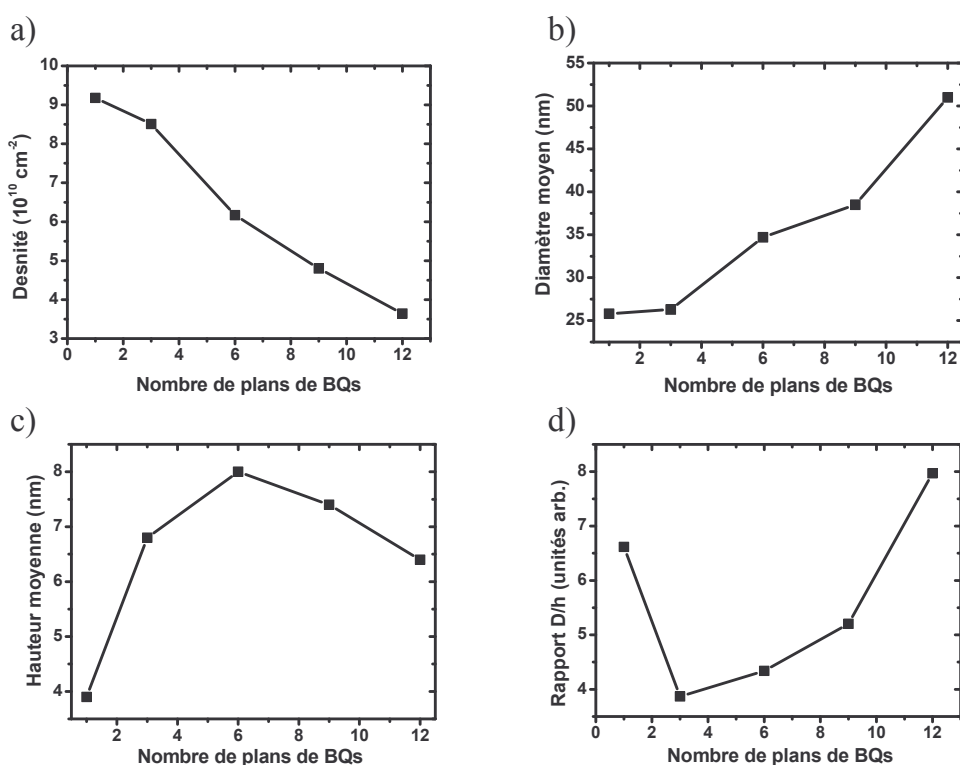 a)
10
9
8
7
6
5
4
3
Desnité (10¹⁰ cm⁻²)
0 2 4 6 8 10 12
Nombre de plans de BQs
b)
55
50
45
40
35
30
25
Diamètre moyen (nm)
2 4 6 8 10 12
Nombre de plans de BQs
c)
8
7
6
5
4
Hauteur moyenne (nm)
2 4 6 8 10 12
Nombre de plans de BQs
d)
8
7
6
5
4
Rapport D/h (unités arb.)
0 2 4 6 8 10 12
Nombre de plans de BQs